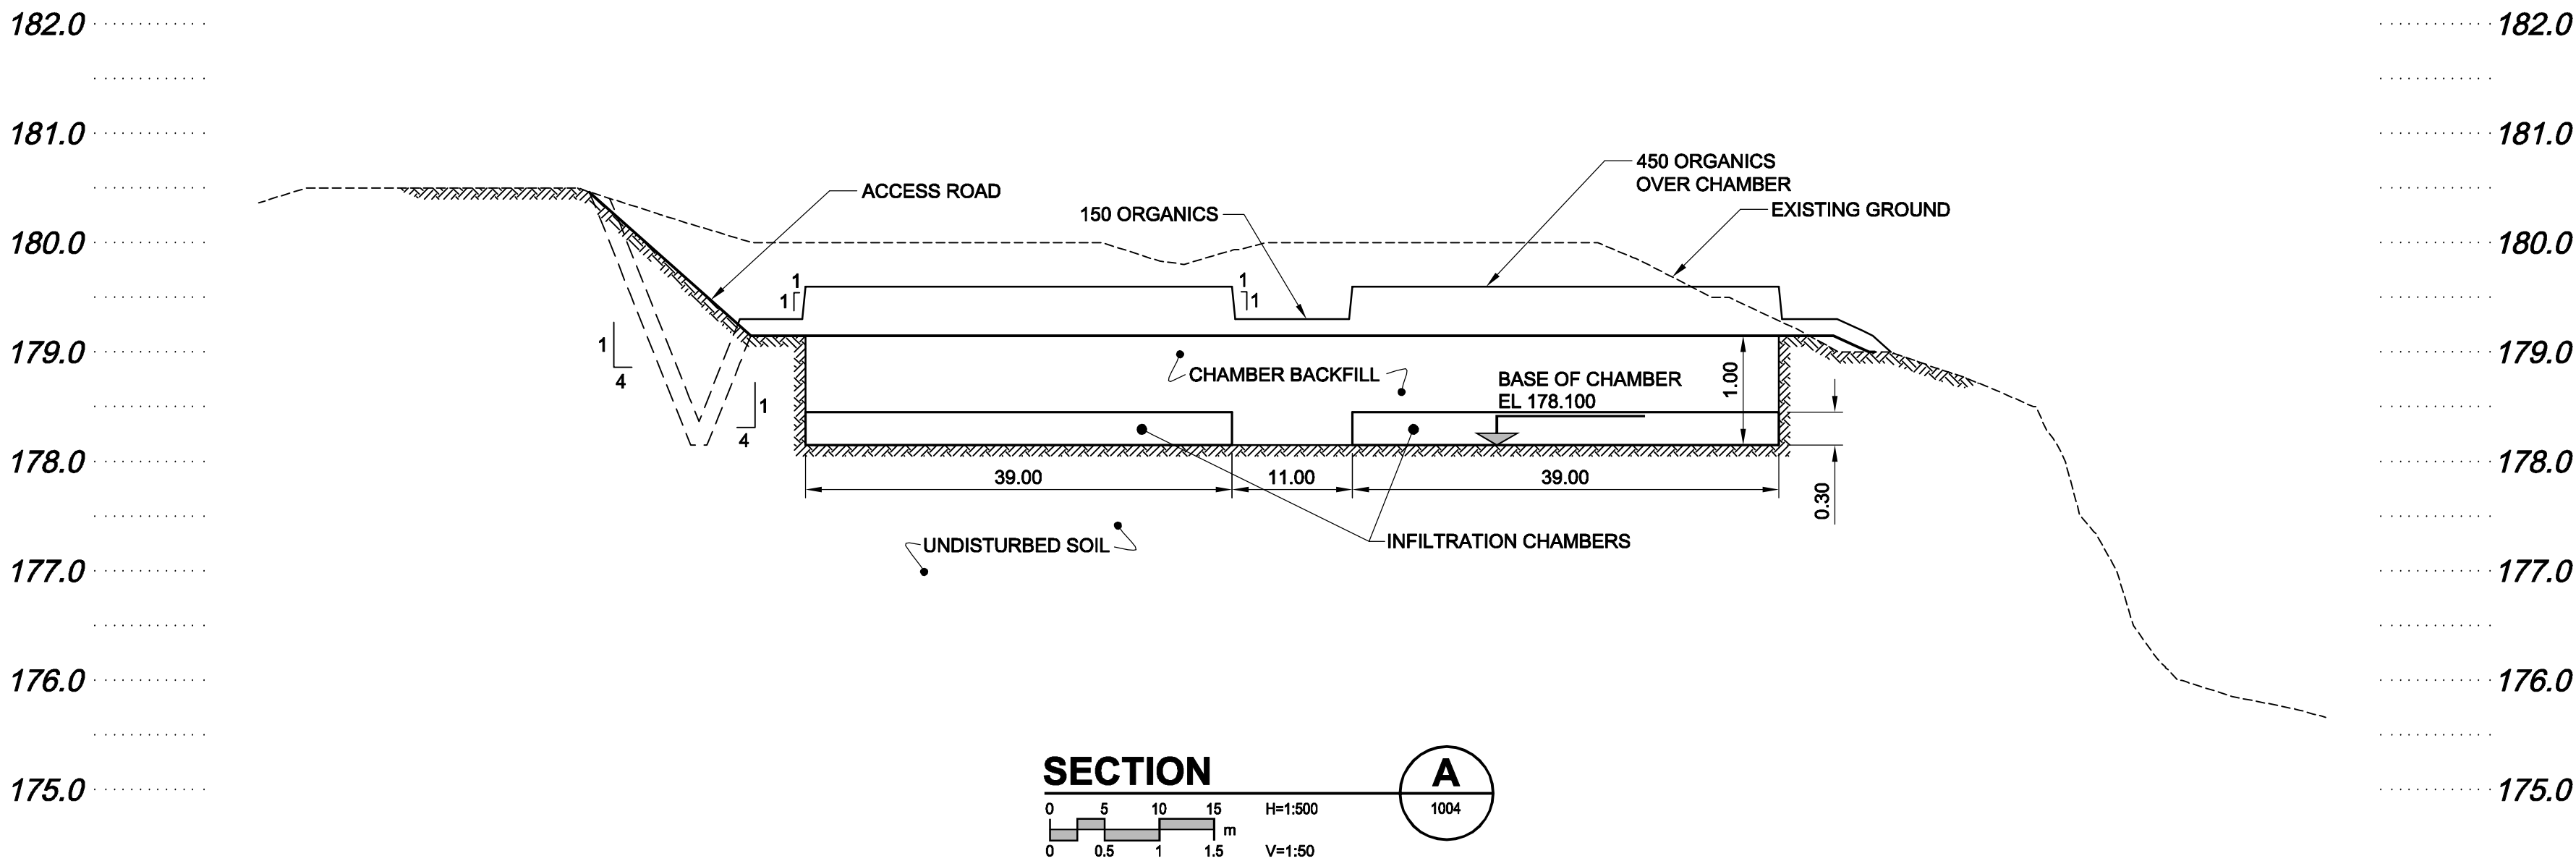 182.0
182.0
181.0
181.0
450 ORGANICS
OVER CHAMBER
ACCESS ROAD
150 ORGANICS
EXISTING GROUND
180.0
180.0
1
1
1
1
179.0
179.0
1
4
CHAMBER BACKFILL
BASE OF CHAMBER
EL 178.100
1.00
1
4
178.0
178.0
39.00
11.00
39.00
0.30
UNDISTURBED SOIL
INFILTRATION CHAMBERS
177.0
177.0
176.0
176.0
SECTION
A
1004
175.0
175.0
0 5 10 15 H=1:500
m
0 0.5 1 1.5 V=1:50